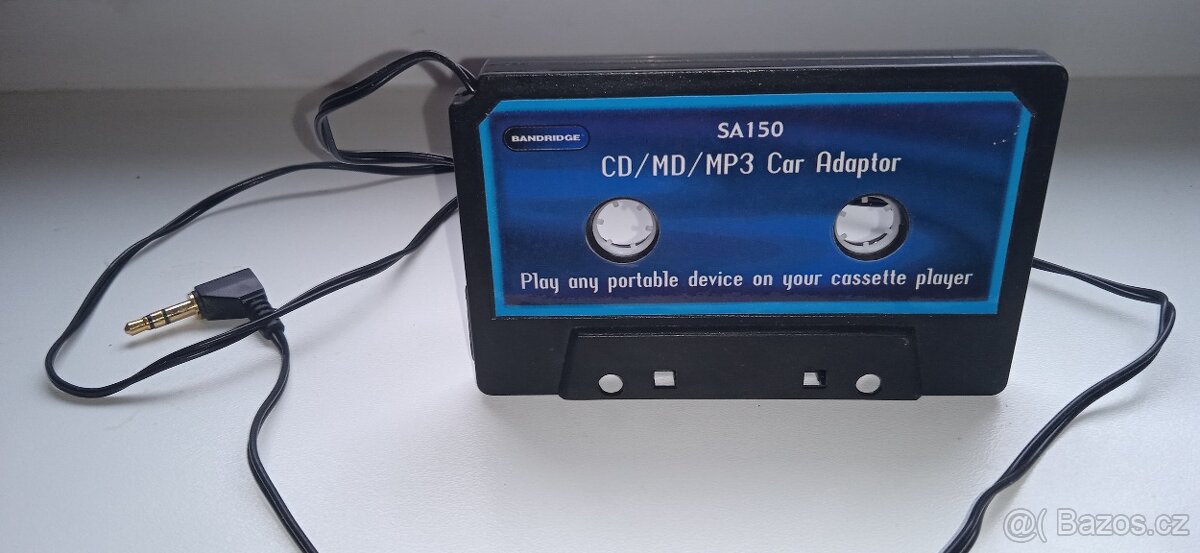 BANDRIDGE
SA150
CD/MD/MP3 Car Adaptor
Play any portable device on your cassette player
@( Bazos.cz